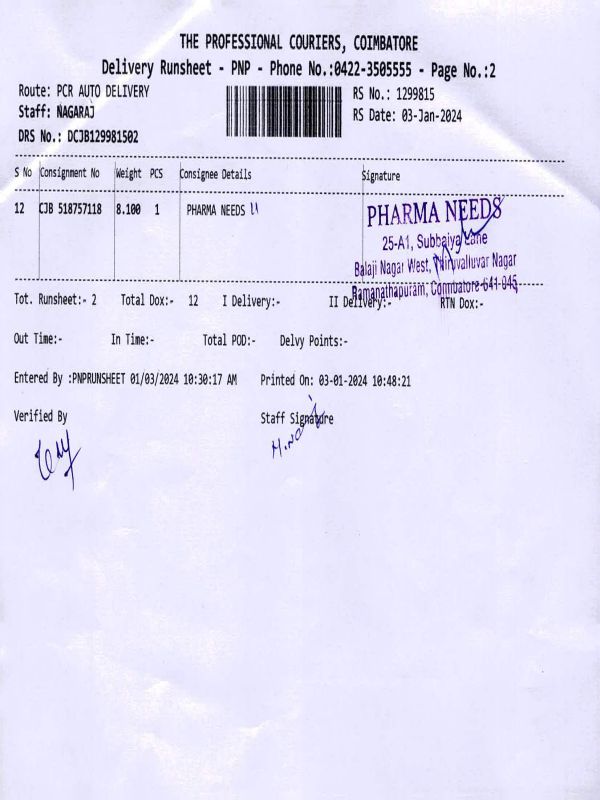 THE PROFESSIONAL COURIERS, COIMBATORE
Delivery Runsheet - PNP - Phone No.:0422-3505555 - Page No.:2
Route: PCR AUTO DELIVERY
RS No.: 1299815
Staff: NAGARAJ
RS Date: 03-Jan-2024
DRS No.: DCJB129981502
S No Consignment No Weight PCS Consignee Details Signature
12 CJB 518757118 8.100 1 PHARMA NEEDS
PHARMA NEEDS
25-A1, Subbaiya Lane
Balaji Nagar West, Thiruvalluvar Nagar
Ramanathapuram, Coimbatore-641-045,
Tot. Runsheet:- 2 Total Dox:- 12 I Delivery:- II Delivery:- RTN Dox:-
Out Time:- In Time:- Total POD:- Delvy Points:-
Entered By :PNPRUNSHEET 01/03/2024 10:30:17 AM Printed On: 03-01-2024 10:48:21
Verified By Staff Signature